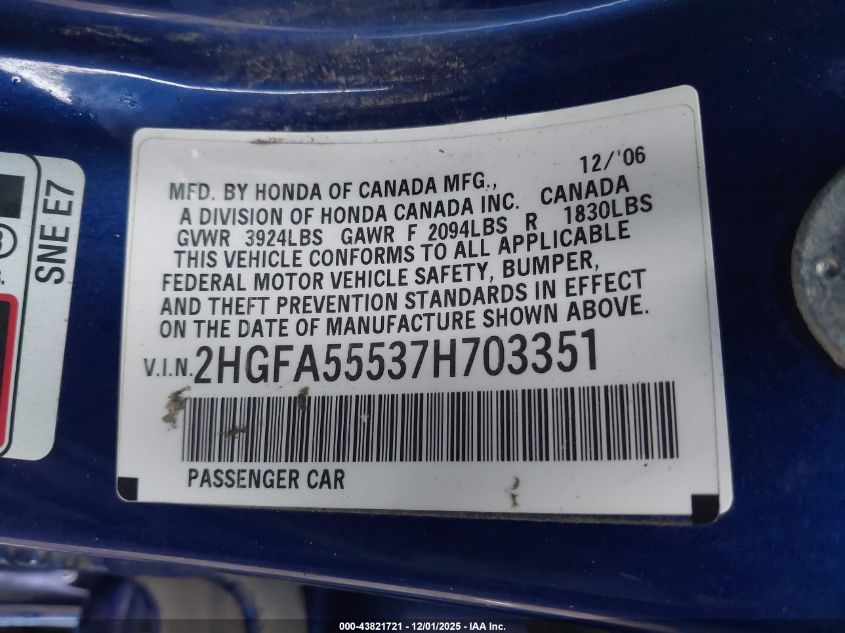 12/'06
MFD. BY HONDA OF CANADA MFG.,
A DIVISION OF HONDA CANADA INC. CANADA
GVWR 3924LBS GAWR F 2094LBS R 1830LBS
THIS VEHICLE CONFORMS TO ALL APPLICABLE
FEDERAL MOTOR VEHICLE SAFETY, BUMPER,
AND THEFT PREVENTION STANDARDS IN EFFECT
ON THE DATE OF MANUFACTURE SHOWN ABOVE.
V.I.N. 2HGFA55537H703351
PASSENGER CAR
SNE E7
000-43821721 - 12/01/2025 - IAA Inc.